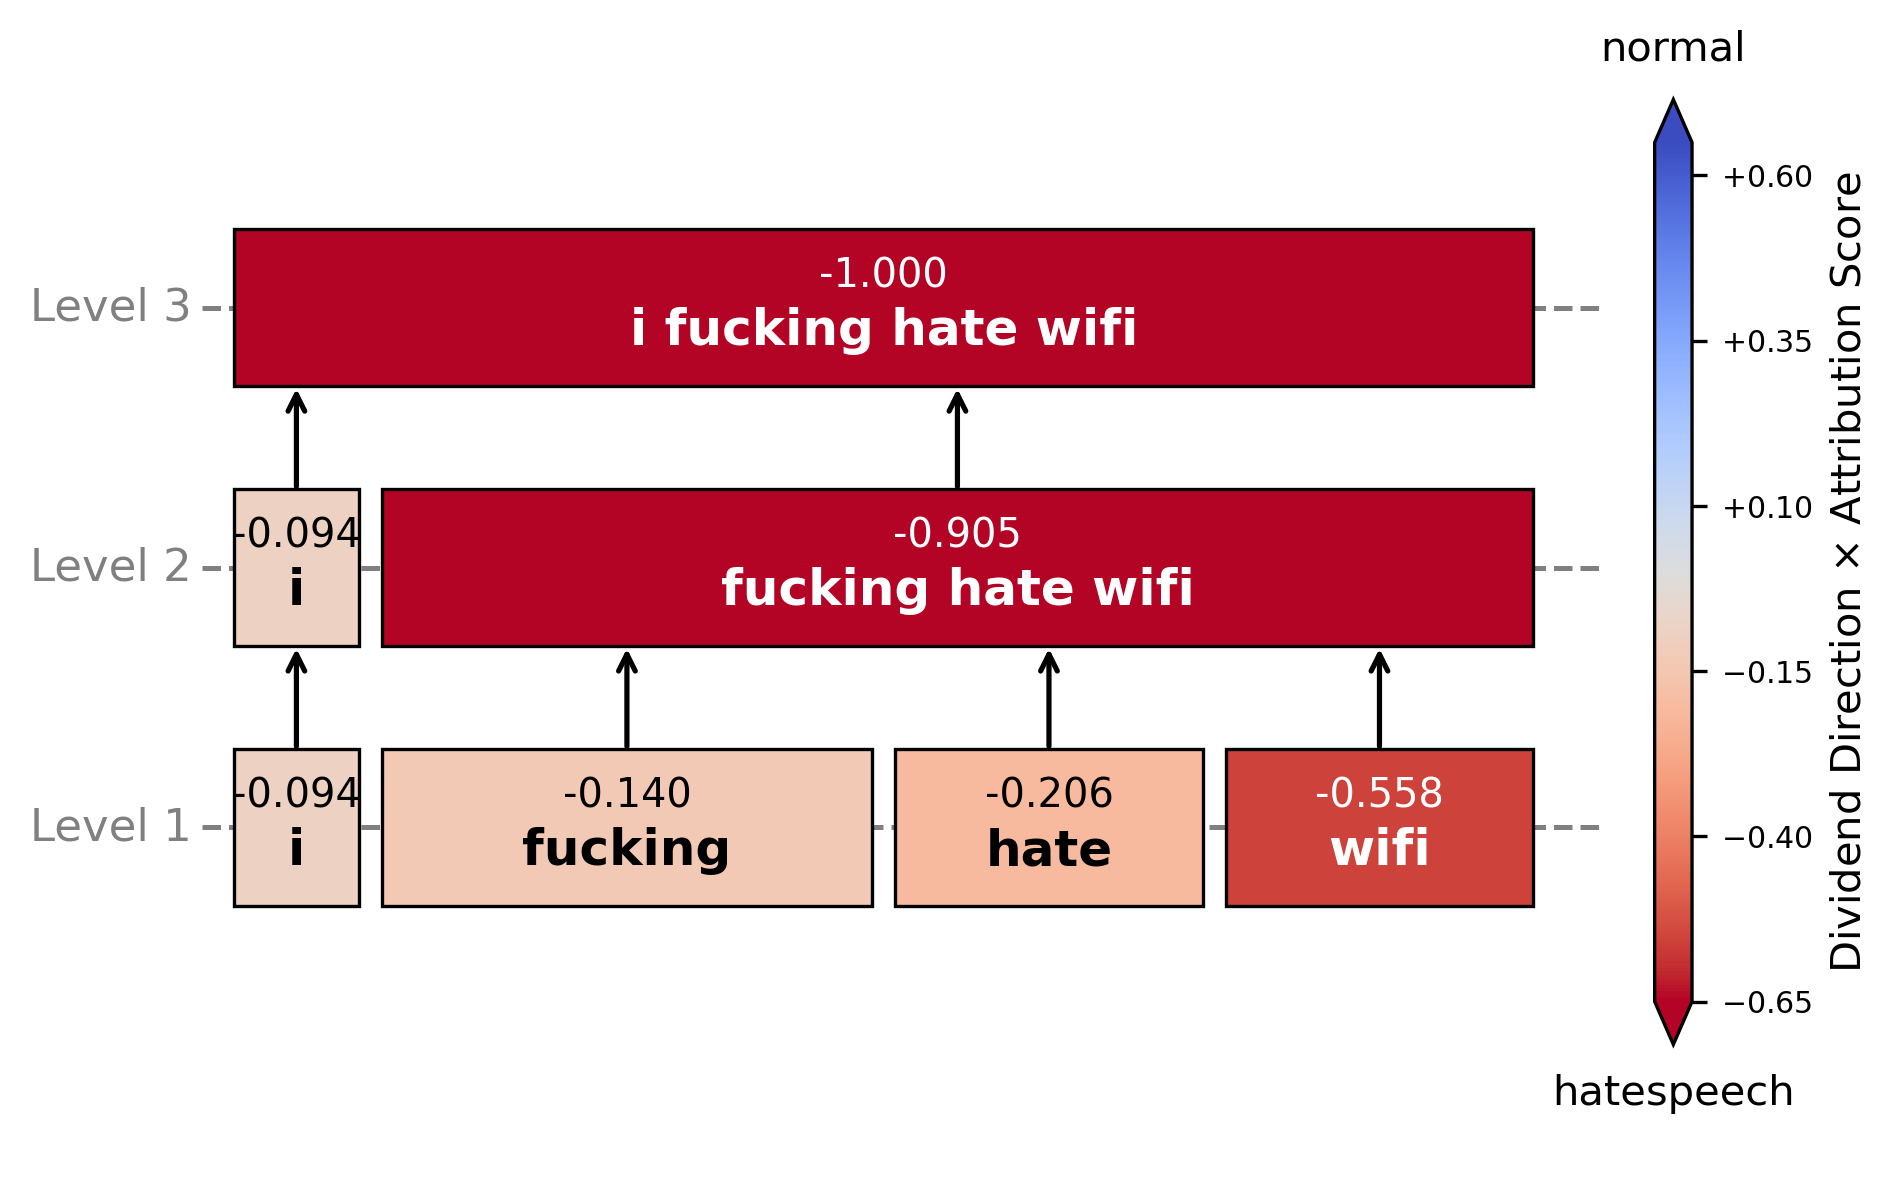 normal
-1.000
i fucking hate wifi
Level 3
-0.094
i
-0.905
fucking hate wifi
Level 2
-0.094
i
-0.140
fucking
-0.206
hate
-0.558
wifi
Level 1
+0.60
+0.35
+0.10
−0.15
−0.40
−0.65
Dividend Direction × Attribution Score
hatespeech